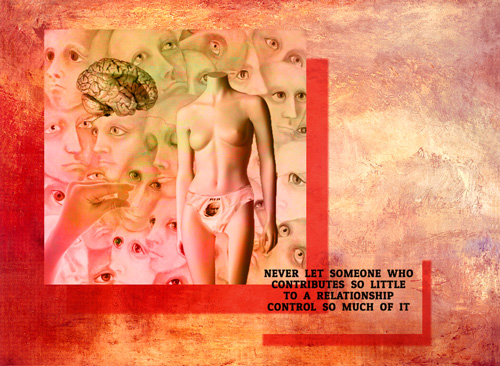 NEVER LET SOMEONE WHO
CONTRIBUTES SO LITTLE
TO A RELATIONSHIP
CONTROL SO MUCH OF IT